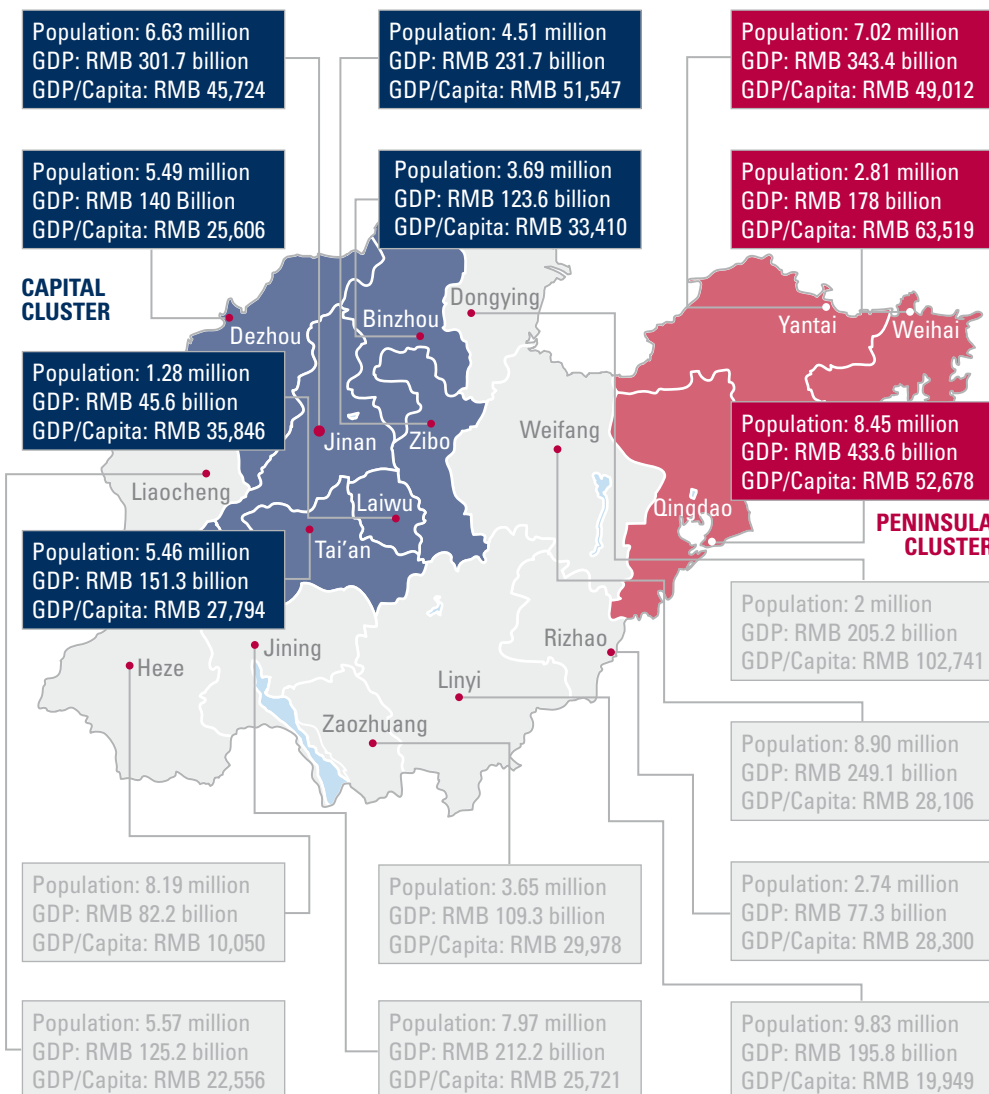 Population: 6.63 million
GDP: RMB 301.7 billion
GDP/Capita: RMB 45,724
Population: 4.51 million
GDP: RMB 231.7 billion
GDP/Capita: RMB 51,547
Population: 7.02 million
GDP: RMB 343.4 billion
GDP/Capita: RMB 49,012
Population: 5.49 million
GDP: RMB 140 Billion
GDP/Capita: RMB 25,606
Population: 3.69 million
GDP: RMB 123.6 billion
GDP/Capita: RMB 33,410
Population: 2.81 million
GDP: RMB 178 billion
GDP/Capita: RMB 63,519
CAPITAL
CLUSTER
Dezhou
Binzhou
Dongying
Yantai
Weihai
Population: 1.28 million
GDP: RMB 45.6 billion
GDP/Capita: RMB 35,846
Jinan
Zibo
Weifang
Population: 8.45 million
GDP: RMB 433.6 billion
GDP/Capita: RMB 52,678
Liaocheng
Laiwu
Qingdao
PENINSULA
CLUSTER
Tai'an
Population: 5.46 million
GDP: RMB 151.3 billion
GDP/Capita: RMB 27,794
Population: 2 million
GDP: RMB 205.2 billion
GDP/Capita: RMB 102,741
Heze
Jining
Rizhao
Linyi
Zaozhuang
Population: 8.90 million
GDP: RMB 249.1 billion
GDP/Capita: RMB 28,106
Population: 8.19 million
GDP: RMB 82.2 billion
GDP/Capita: RMB 10,050
Population: 3.65 million
GDP: RMB 109.3 billion
GDP/Capita: RMB 29,978
Population: 2.74 million
GDP: RMB 77.3 billion
GDP/Capita: RMB 28,300
Population: 5.57 million
GDP: RMB 125.2 billion
GDP/Capita: RMB 22,556
Population: 7.97 million
GDP: RMB 212.2 billion
GDP/Capita: RMB 25,721
Population: 9.83 million
GDP: RMB 195.8 billion
GDP/Capita: RMB 19,949